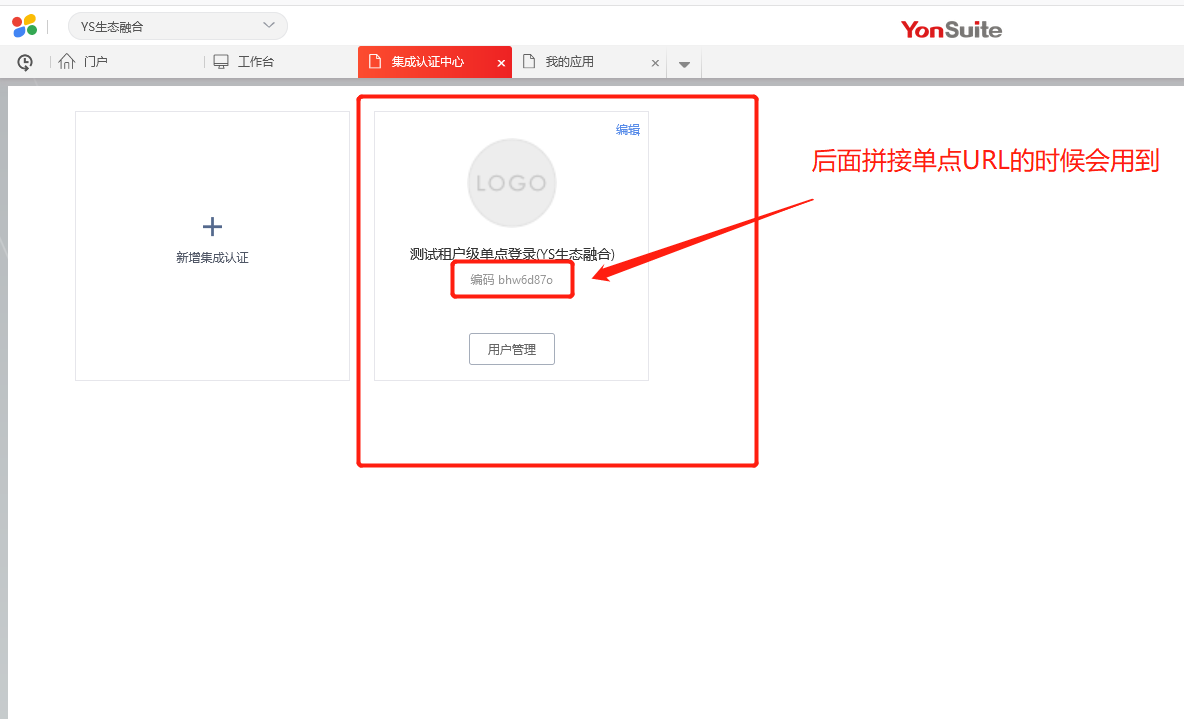 YS生态融合
YonSuite
门户
工作台
集成认证中心
我的应用
后面拼接单点URL的时候会用到
编辑
LOGO
新增集成认证
测试租户级单点登录(YS生态融合)
编码 bhw6d87o
用户管理